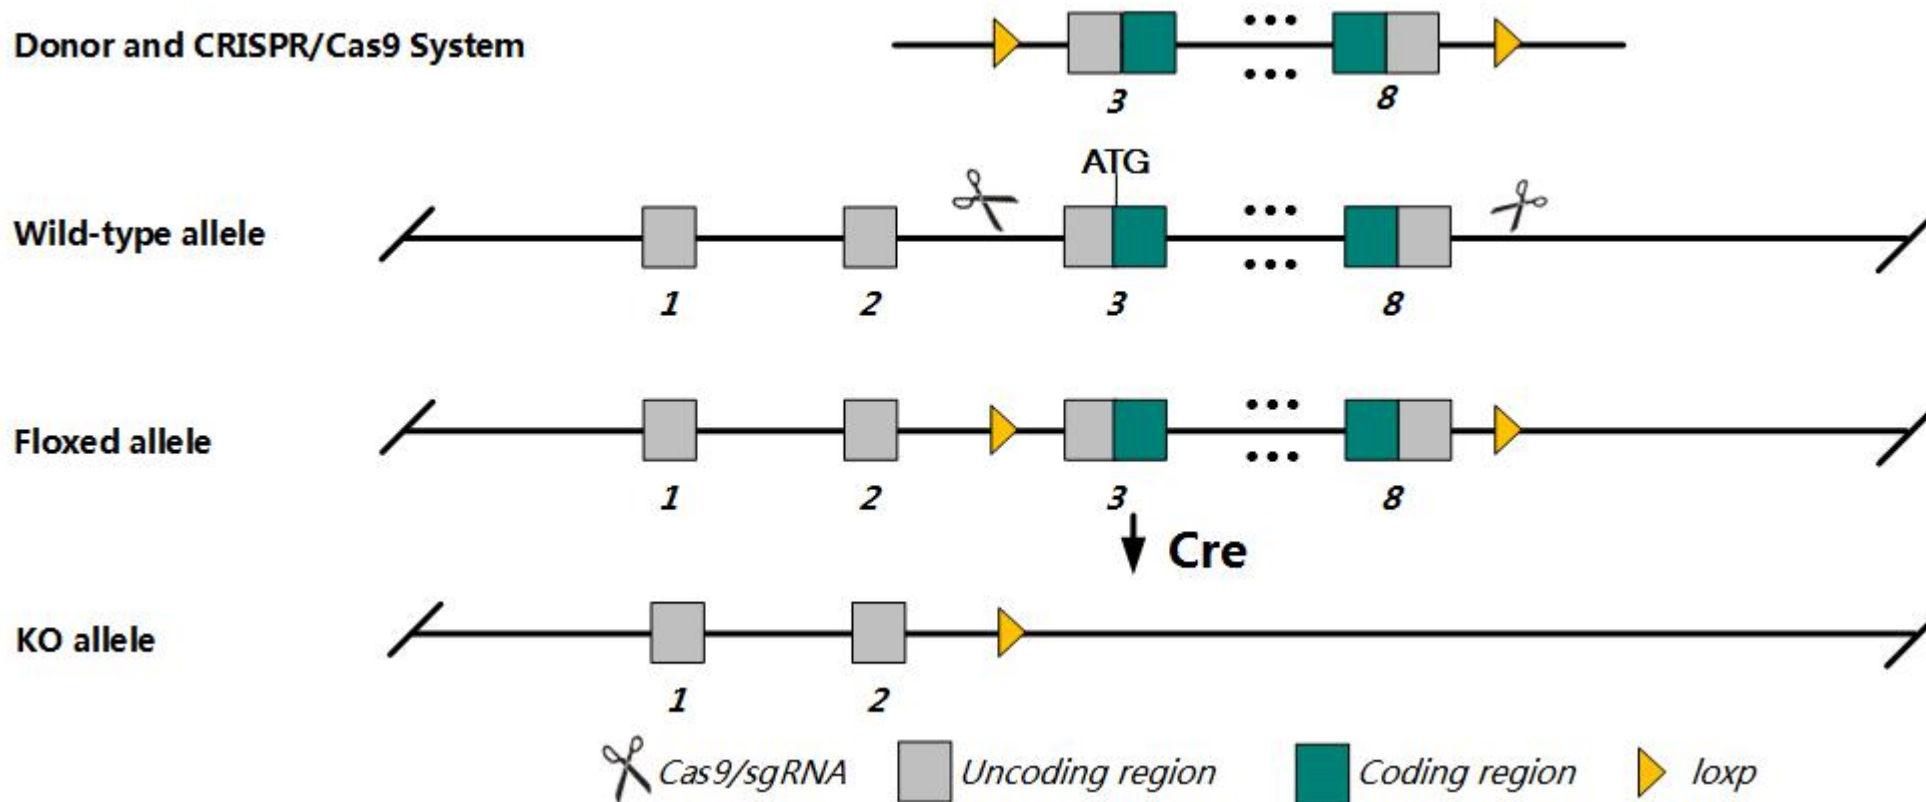 Donor and CRISPR/Cas9 System
3 8
ATG
Wild-type allele
1 2 3 8
Floxed allele
1 2 3 8
Cre
KO allele
1 2
Cas9/sgRNA Uncoding region Coding region loxp